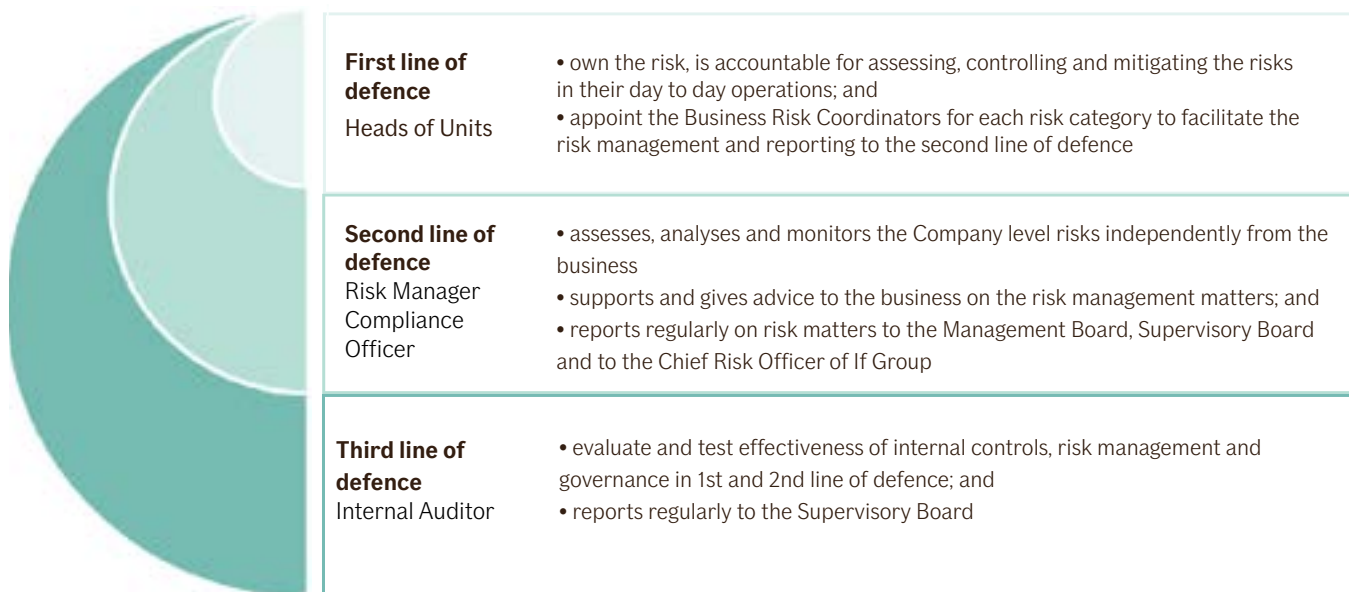 First line of
defence
Heads of Units
• own the risk, is accountable for assessing, controlling and mitigating the risks
in their day to day operations; and
• appoint the Business Risk Coordinators for each risk category to facilitate the
risk management and reporting to the second line of defence
Second line of
defence
Risk Manager
Compliance
Officer
• assesses, analyses and monitors the Company level risks independently from the
business
• supports and gives advice to the business on the risk management matters; and
• reports regularly on risk matters to the Management Board, Supervisory Board
and to the Chief Risk Officer of If Group
Third line of
defence
Internal Auditor
• evaluate and test effectiveness of internal controls, risk management and
governance in 1st and 2nd line of defence; and
• reports regularly to the Supervisory Board